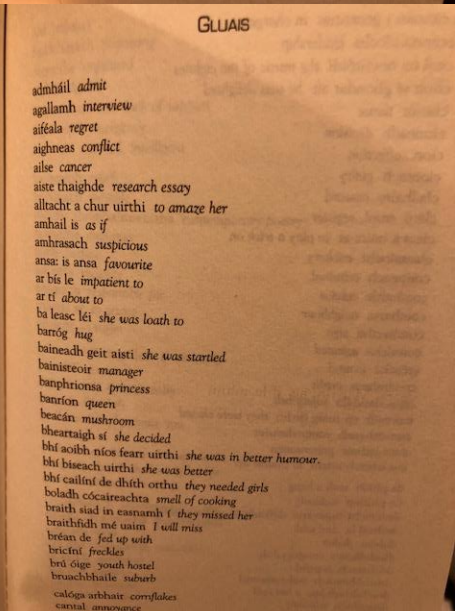 GLUAIS
admháil admit
agallamh interview
aiféala regret
aighneas conflict
ailse cancer
aiste thaighde research essay
alltacht a chur uirthi to amaze her
amhail is as if
amhrasach suspicious
ansa: is ansa favourite
ar bís le impatient to
ar tí about to
ba leasc léi she was loath to
barróg hug
baineadh geit aisti she was startled
bainisteoir manager
banphrionsa princess
banríon queen
beacán mushroom
bheartaigh sí she decided
bhí aoibh níos fearr uirthi she was in better humour.
bhí biseach uirthi she was better
bhí cailíní de dhíth orthu they needed girls
boladh cócaireachta smell of cooking
braith siad in easnamh í they missed her
braithfidh mé uaim I will miss
bréan de fed up with
bricíní freckles
brú óige youth hostel
bruachbhaile suburb
calóga arbhair cornflakes
cantal annoyance